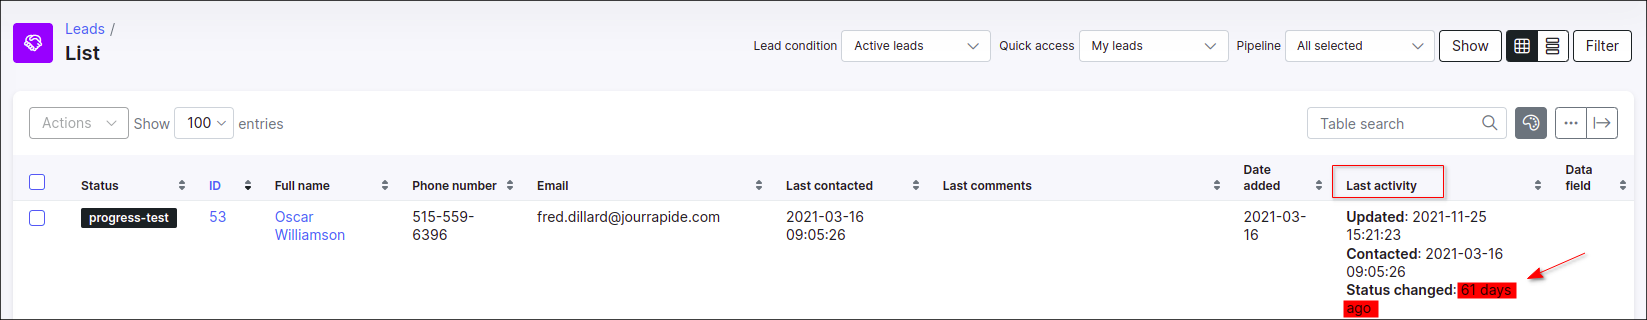 Leads /
List
Lead condition Active leads Quick access My leads Pipeline All selected Show Filter
Actions Show 100 entries Table search
Status ID Full name Phone number Email Last contacted Last comments Date added Last activity Data field
progress-test 53 Oscar Williamson 515-559-6396 fred.dillard@jourrapide.com 2021-03-16 09:05:26 2021-03-16 Updated: 2021-11-25
15:21:23
Contacted: 2021-03-16
09:05:26
Status changed: 61 days
ago